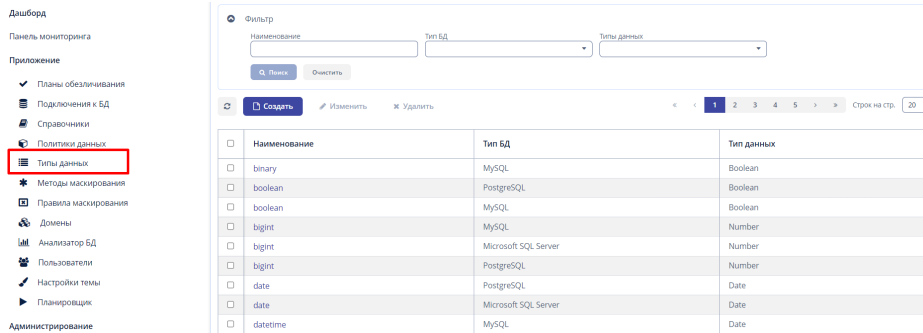 Дашборд
Панель мониторинга
Приложение
Планы обезличивания
Подключения к БД
Справочники
Политики данных
Типы данных
Методы маскирования
Правила маскирования
Домены
Анализатор БД
Пользователи
Настройки темы
Планировщик
Администрирование
Фильтр
Наименование Тип БД Типы данных
Поиск Очистить
Создать Изменить Удалить « ‹ 1 2 3 4 5 › » Строк на стр. 20
Наименование Тип БД Тип данных
binary MySQL Boolean
boolean PostgreSQL Boolean
boolean MySQL Boolean
bigint MySQL Number
bigint Microsoft SQL Server Number
bigint PostgreSQL Number
date PostgreSQL Date
date Microsoft SQL Server Date
datetime MySQL Date